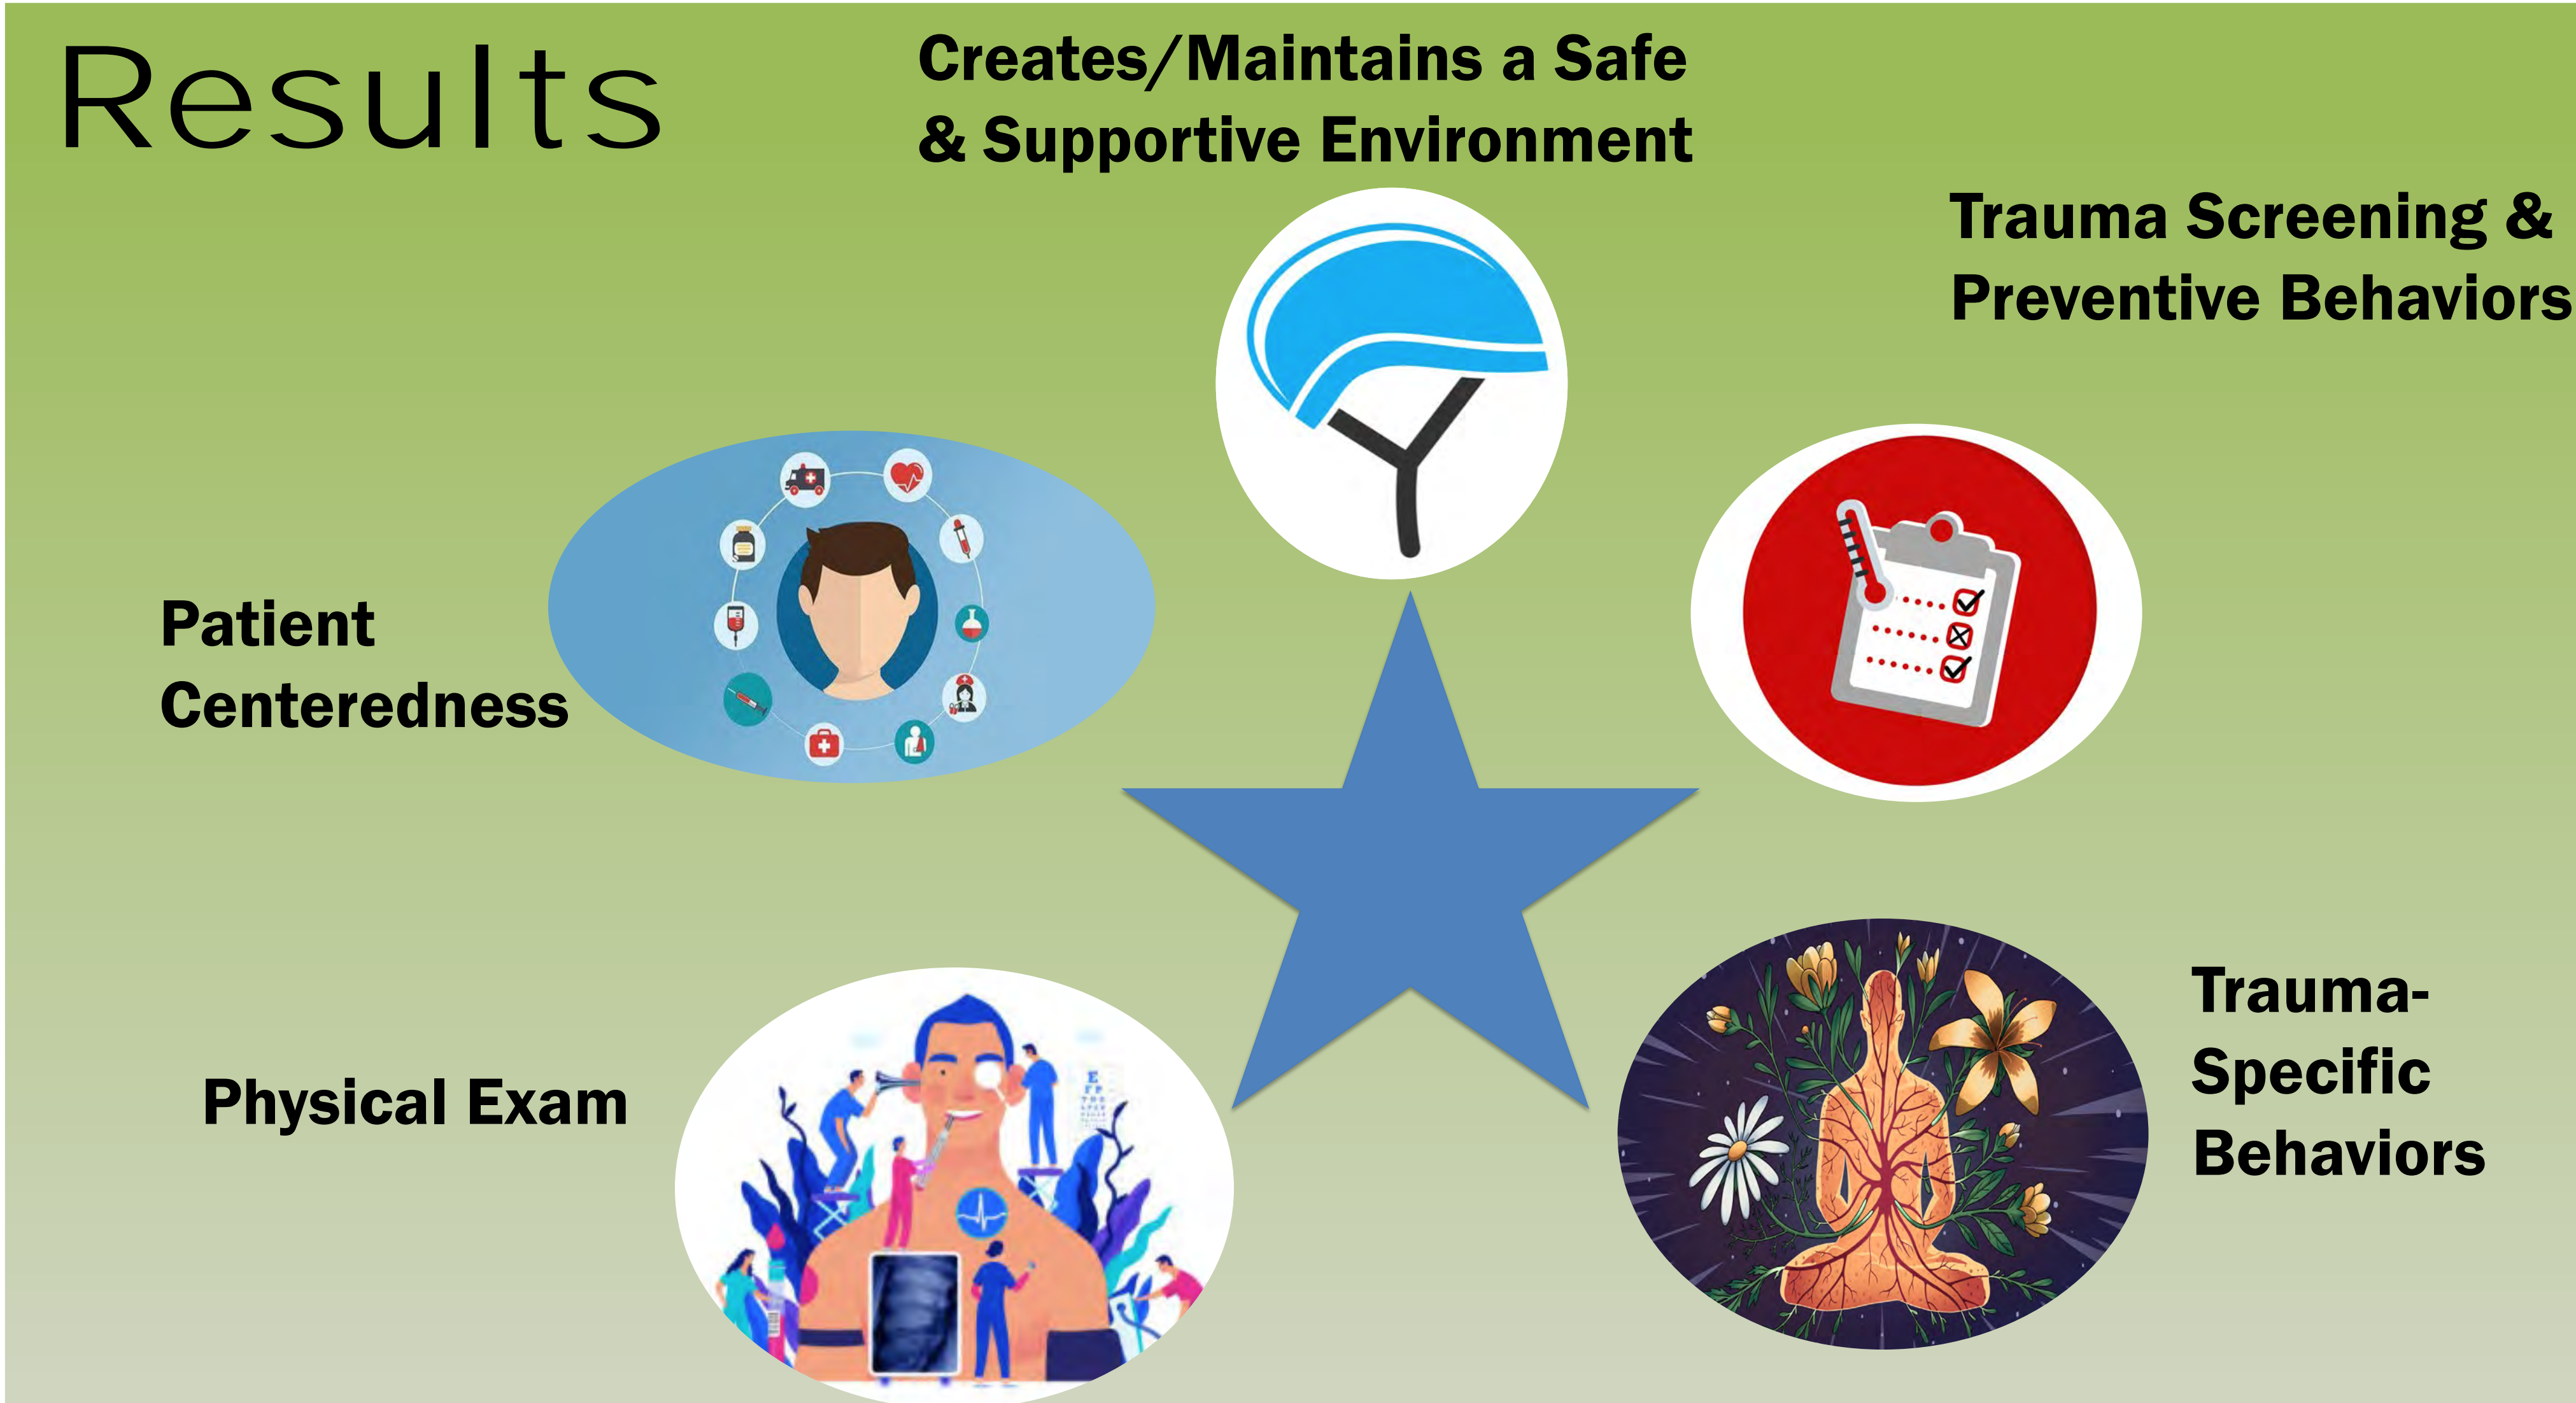 Results
Creates/Maintains a Safe
& Supportive Environment
Trauma Screening &
Preventive Behaviors
Patient
Centeredness
Physical Exam
Trauma-
Specific
Behaviors